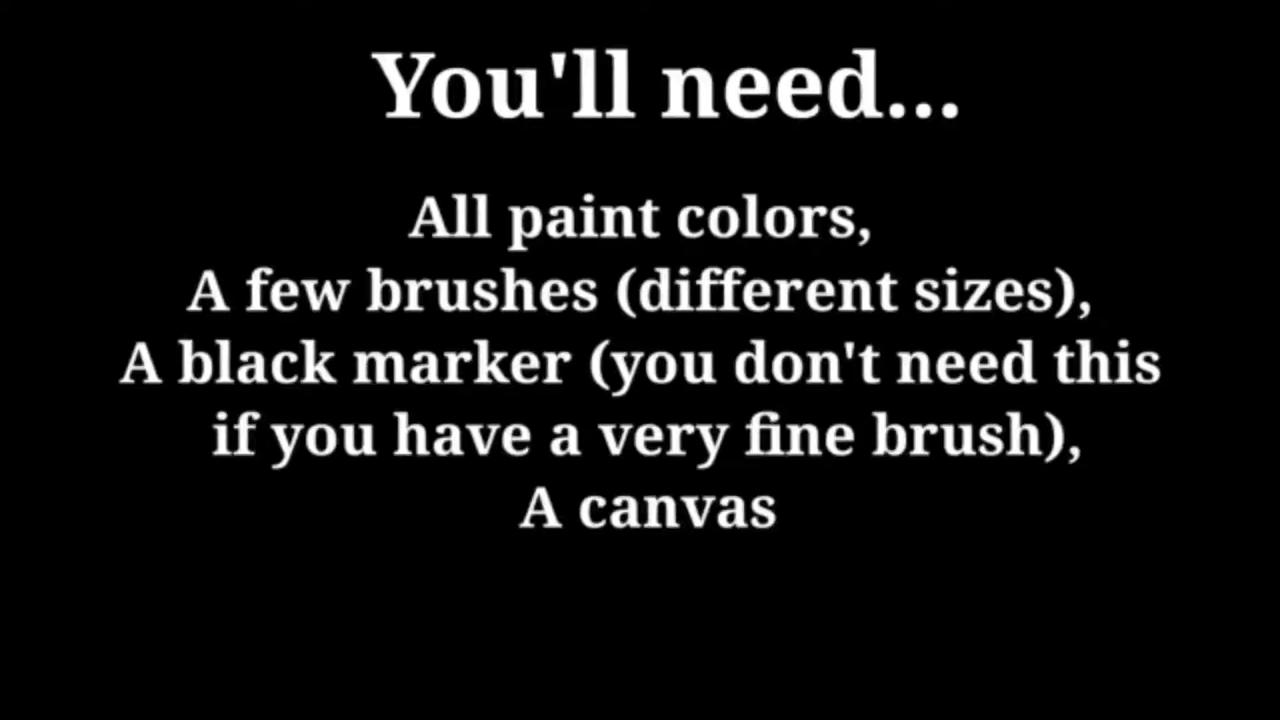 You'll need...
All paint colors,
A few brushes (different sizes),
A black marker (you don't need this
if you have a very fine brush),
A canvas